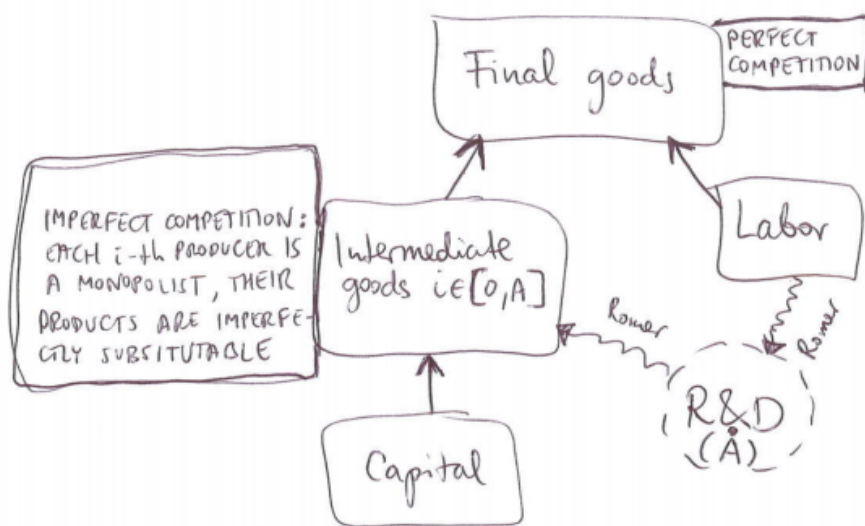 Final goods
PERFECT
COMPETITION
IMPERFECT COMPETITION:
EACH i-th PRODUCER IS
A MONOPOLIST, THEIR
PRODUCTS ARE IMPERFE-
CTLY SUBSITUTABLE
Intermediate
goods i∈[0,A]
Labor
Romer
Romer
R&D
(Ȧ)
Capital